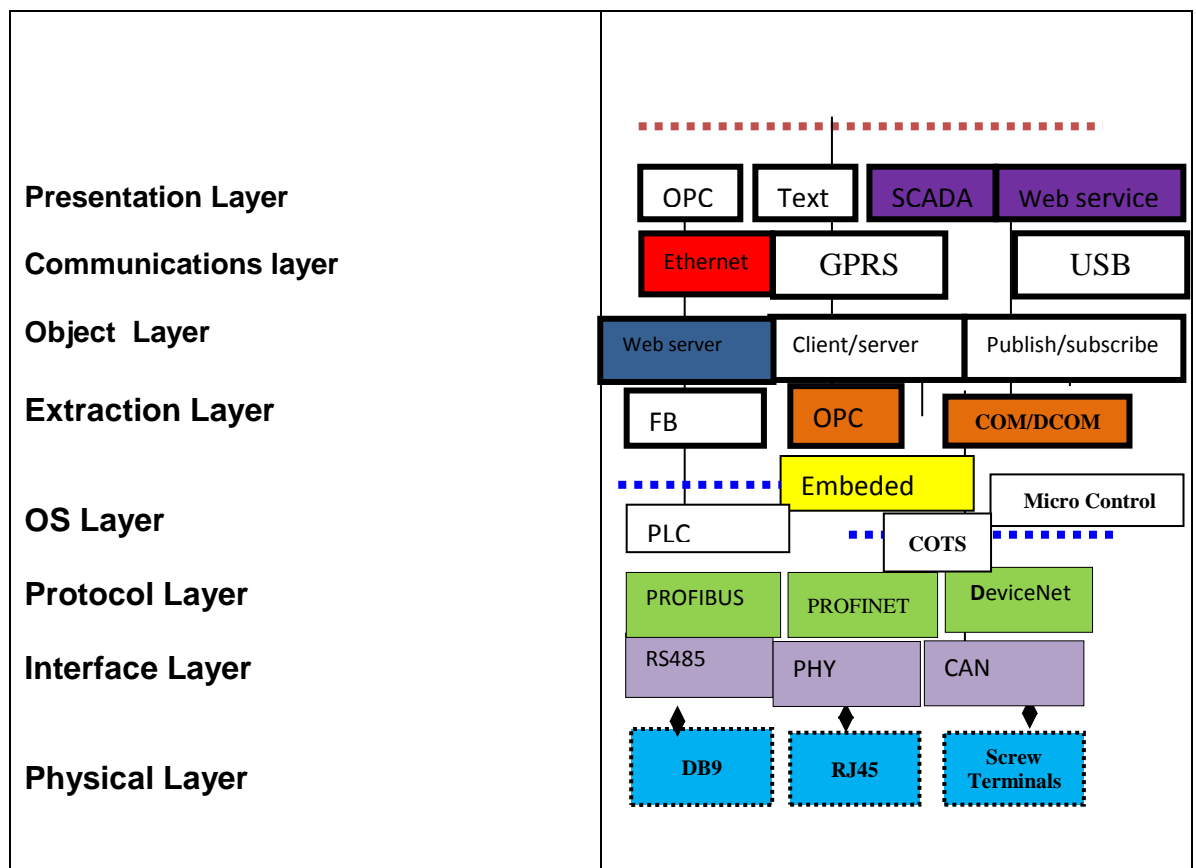 Presentation Layer
OPC
Text
SCADA
Web service
Communications layer
Ethernet
GPRS
USB
Object Layer
Web server
Client/server
Publish/subscribe
Extraction Layer
FB
OPC
COM/DCOM
Embeded
Micro Control
OS Layer
PLC
COTS
Protocol Layer
PROFIBUS
PROFINET
DeviceNet
Interface Layer
RS485
PHY
CAN
Physical Layer
DB9
RJ45
Screw
Terminals